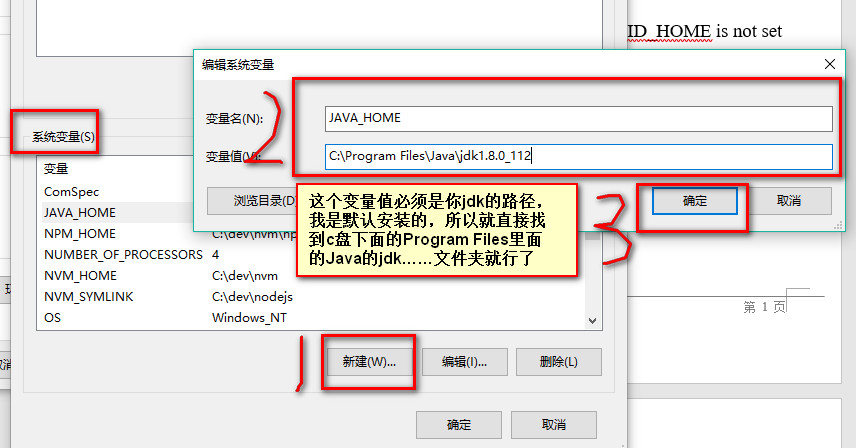 ID_HOME is not set
编辑系统变量
变量名(N):
JAVA_HOME
变量值(V):
C:\Program Files\Java\jdk1.8.0_112
浏览目录(D)
确定
取消
这个变量值必须是你jdk的路径，
我是默认安装的，所以就直接找
到c盘下面的Program Files里面
的Java的jdk……文件夹就行了
系统变量(S)
变量
ComSpec
JAVA_HOME
NPM_HOME C:\dev\nvm\np
NUMBER_OF_PROCESSORS 4
NVM_HOME C:\dev\nvm
NVM_SYMLINK C:\dev\nodejs
OS Windows_NT
新建(W)...
编辑(I)...
删除(L)
确定
取消
第 1 页
取消
1
2
3